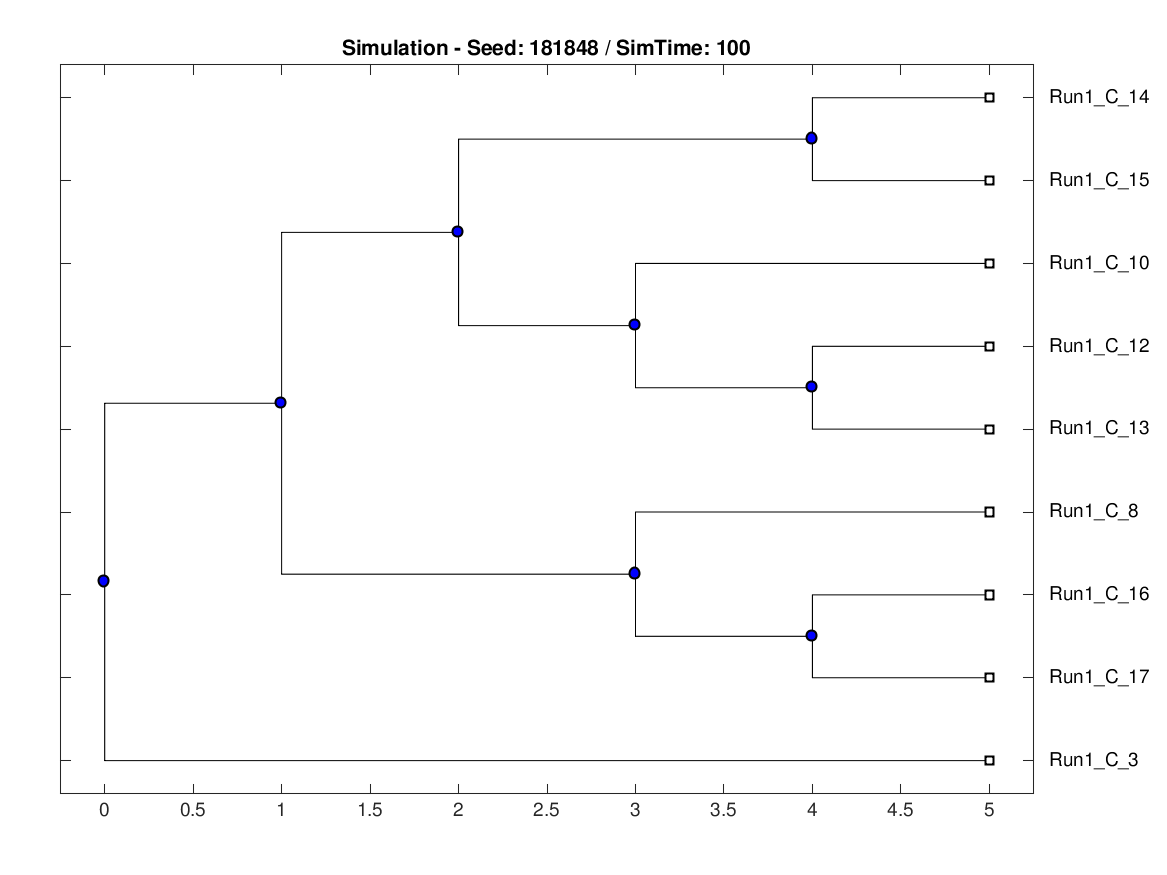 Simulation - Seed: 181848 / SimTime: 100
Run1_C_14
Run1_C_15
Run1_C_10
Run1_C_12
Run1_C_13
Run1_C_8
Run1_C_16
Run1_C_17
Run1_C_3
0 0.5 1 1.5 2 2.5 3 3.5 4 4.5 5